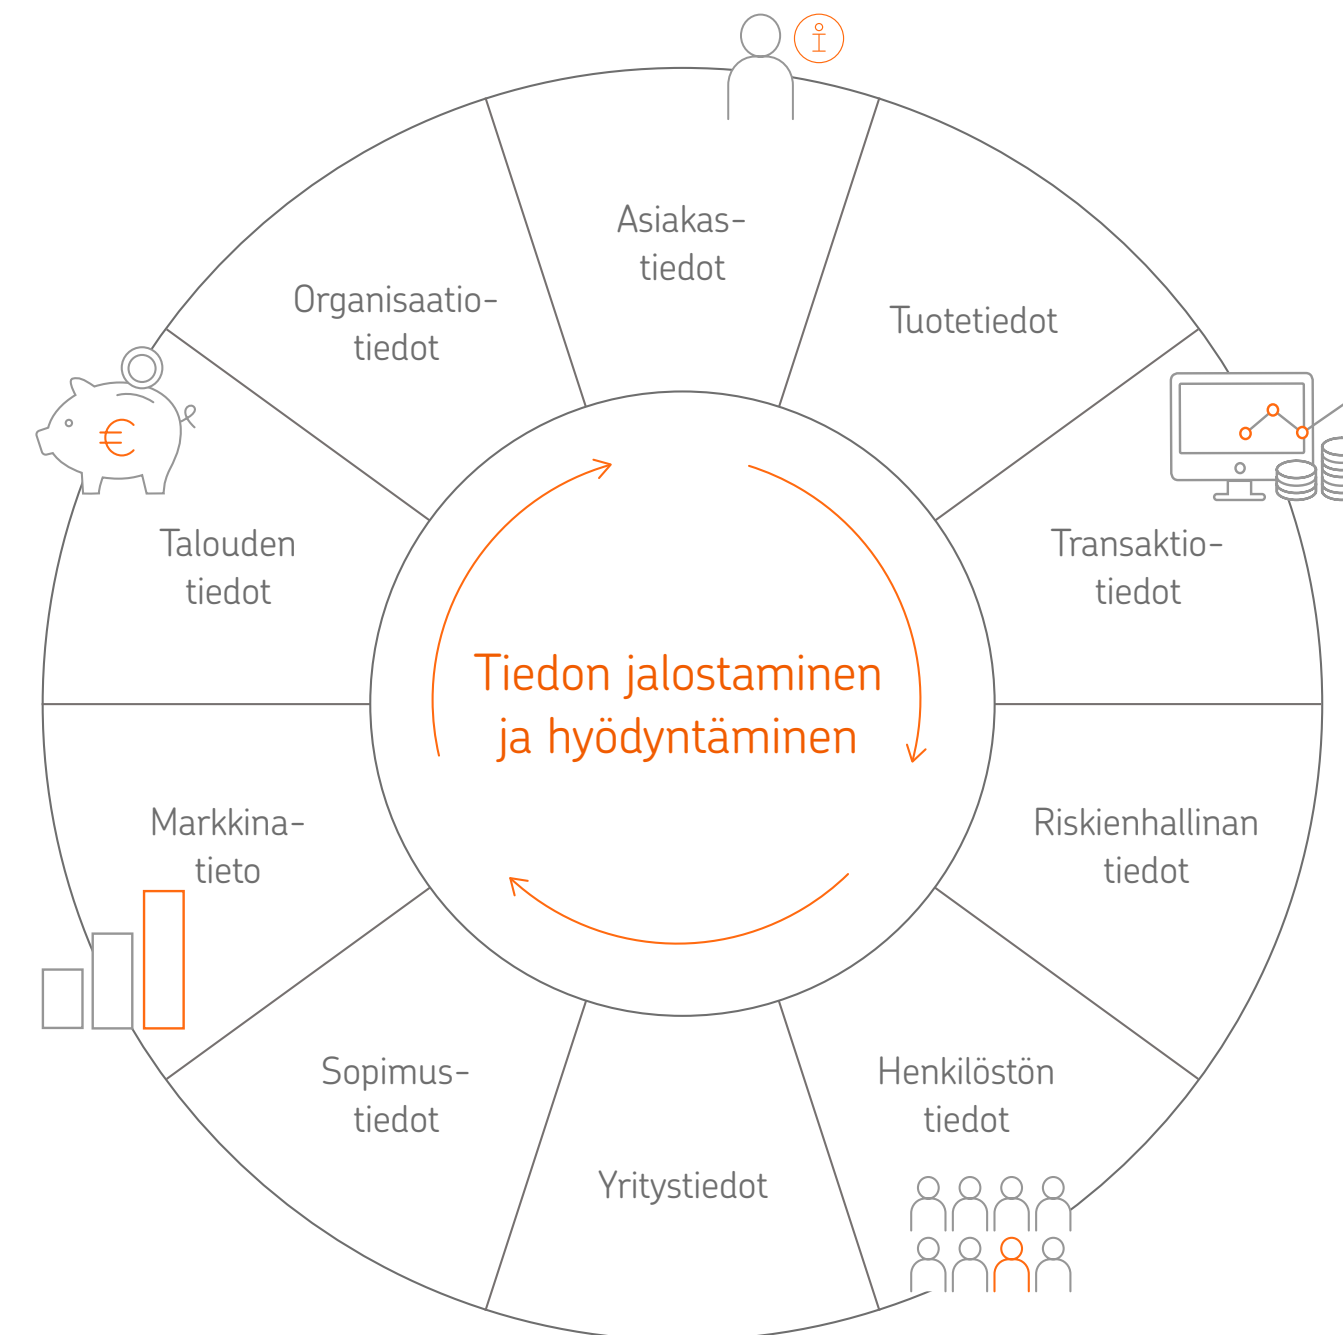 Asiakas-
tiedot
Tuotetiedot
Transaktio-
tiedot
Riskienhallinan
tiedot
Henkilöstön
tiedot
Yritystiedot
Sopimus-
tiedot
Markkina-
tieto
Talouden
tiedot
Organisaatio-
tiedot
€
Tiedon jalostaminen
ja hyödyntäminen